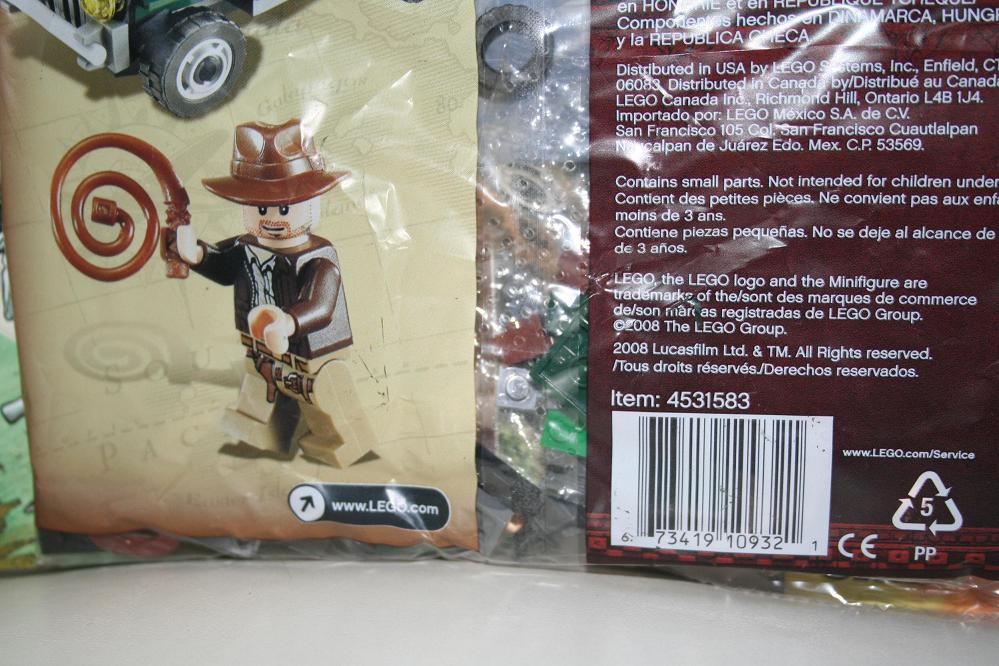 en HONGRIE et en RÉPUBLIQUE TCHÈQUE.
Componentes hechos en DINAMARCA, HUNGR
y la REPÚBLICA CHECA.
Distributed in USA by LEGO Systems, Inc., Enfield, CT
06083. Distributed in Canada by/Distribué au Canada
LEGO Canada Inc., Richmond Hill, Ontario L4B 1J4.
Importado por: LEGO México S.A. de C.V.
San Francisco 105 Col. San Francisco Cuautlalpan
Naucalpan de Juárez Edo. Mex. C.P. 53569.
Contains small parts. Not intended for children under
Contient des petites pièces. Ne convient pas aux enfa
moins de 3 ans.
Contiene piezas pequeñas. No se deje al alcance de
de 3 años.
LEGO, the LEGO logo and the Minifigure are
trademarks of the/sont des marques de commerce
de/son marcas registradas de LEGO Group.
©2008 The LEGO Group.
2008 Lucasfilm Ltd. & TM. All Rights reserved.
/Tous droits réservés./Derechos reservados.
Item: 4531583
www.LEGO.com/Service
6 73419 10932 1
CE
5
PP
www.LEGO.com
80°
SOU
PAC